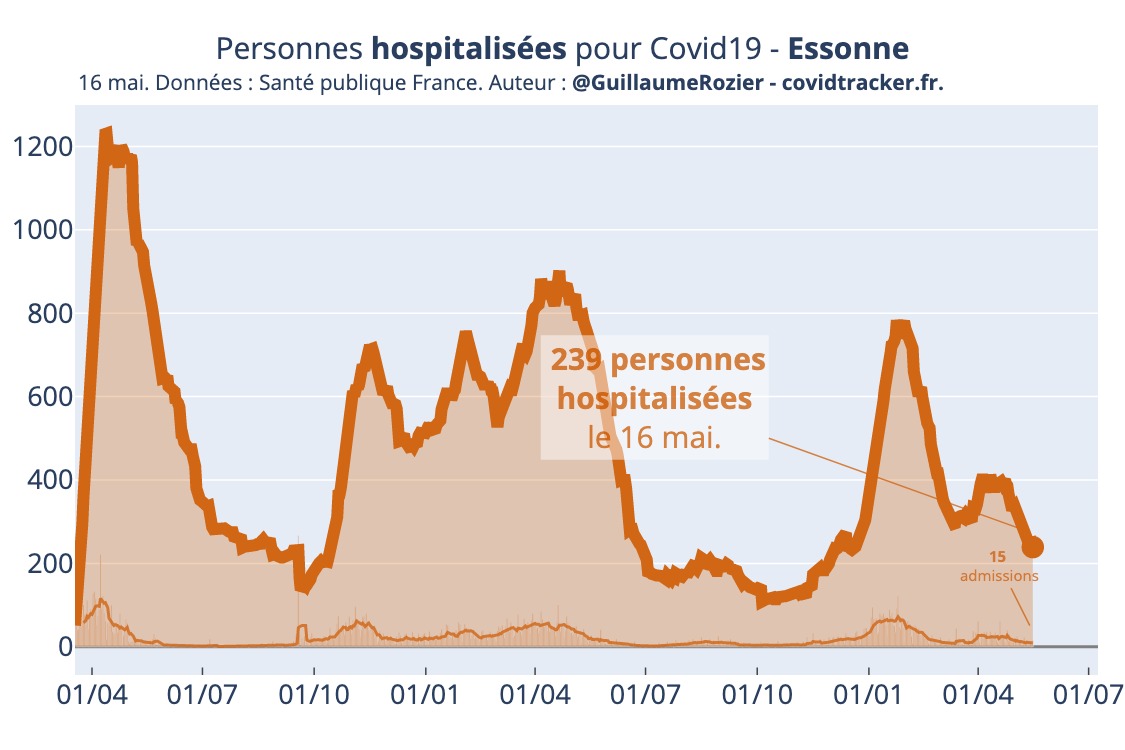 Personnes hospitalisées pour Covid19 - Essonne
16 mai. Données : Santé publique France. Auteur : @GuillaumeRozier - covidtracker.fr.
1200
1000
800
600
400
200
0
239 personnes
hospitalisées
le 16 mai.
15
admissions
01/04 01/07 01/10 01/01 01/04 01/07 01/10 01/01 01/04 01/07